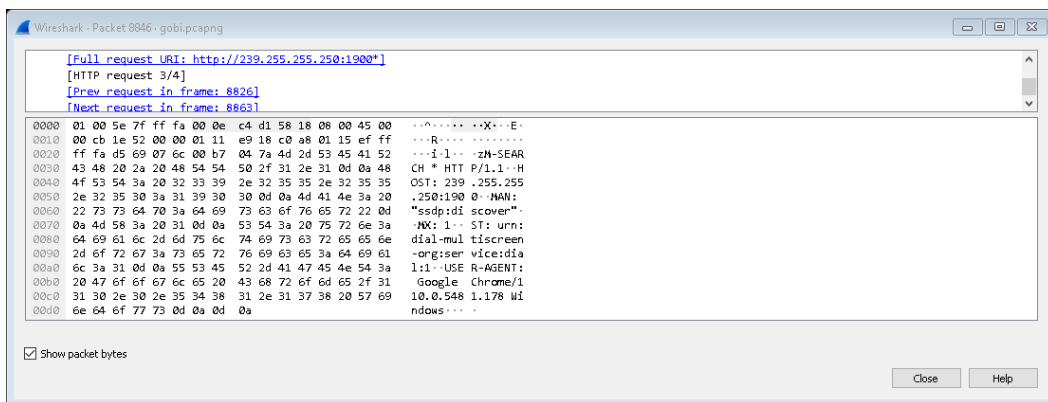 Wireshark · Packet 8846 · gobi.pcapng
[Full request URI: http://239.255.255.250:1900*]
[HTTP request 3/4]
[Prev request in frame: 8826]
[Next request in frame: 8863]
0000 01 00 5e 7f ff fa 00 0e c4 d1 58 18 08 00 45 00 ··^····· ··X···E·
0010 00 cb 1e 52 00 00 01 11 e9 18 c0 a8 01 15 ef ff ···R···· ········
0020 ff fa d5 69 07 6c 00 b7 04 7a 4d 2d 53 45 41 52 ···i·l·· ·zM-SEAR
0030 43 48 20 2a 20 48 54 54 50 2f 31 2e 31 0d 0a 48 CH * HTT P/1.1··H
0040 4f 53 54 3a 20 32 33 39 2e 32 35 35 2e 32 35 35 OST: 239 .255.255
0050 2e 32 35 30 3a 31 39 30 30 0d 0a 4d 41 4e 3a 20 .250:190 0··MAN:
0060 22 73 73 64 70 3a 64 69 73 63 6f 76 65 72 22 0d "ssdp:di scover"·
0070 0a 4d 58 3a 20 31 0d 0a 53 54 3a 20 75 72 6e 3a ·MX: 1·· ST: urn:
0080 64 69 61 6c 2d 6d 75 6c 74 69 73 63 72 65 65 6e dial-mul tiscreen
0090 2d 6f 72 67 3a 73 65 72 76 69 63 65 3a 64 69 61 -org:ser vice:dia
00a0 6c 3a 31 0d 0a 55 53 45 52 2d 41 47 45 4e 54 3a l:1··USE R-AGENT:
00b0 20 47 6f 6f 67 6c 65 20 43 68 72 6f 6d 65 2f 31 Google Chrome/1
00c0 31 30 2e 30 2e 35 34 38 31 2e 31 37 38 20 57 69 10.0.548 1.178 Wi
00d0 6e 64 6f 77 73 0d 0a 0d 0a ndows··· ·
Show packet bytes
Close Help